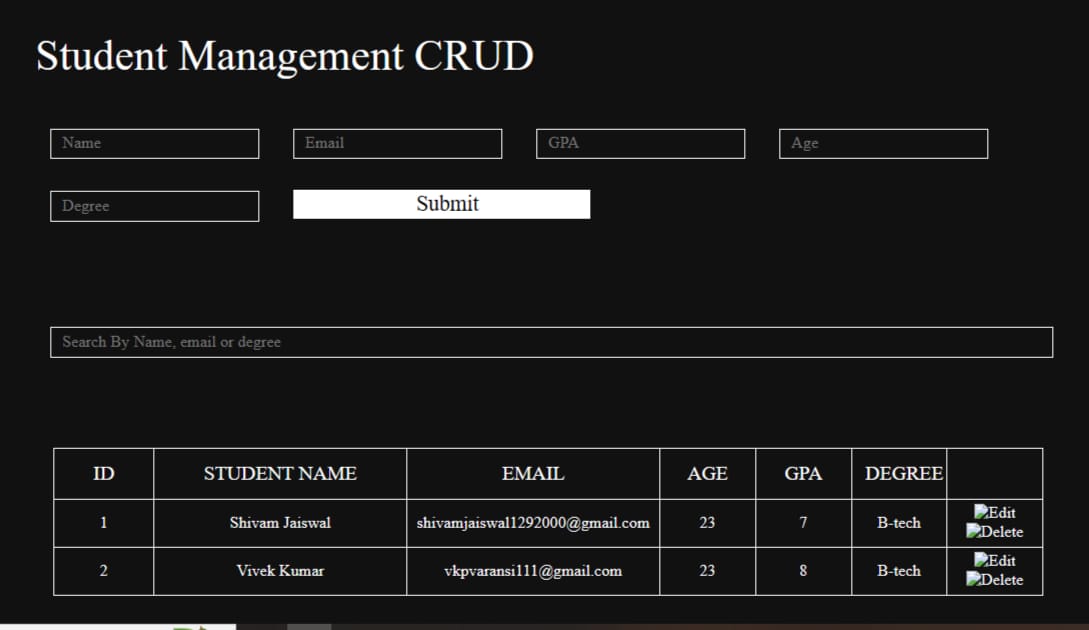 Student Management CRUD
Name Email GPA Age
Degree Submit
Search By Name, email or degree
ID STUDENT NAME EMAIL AGE GPA DEGREE
1 Shivam Jaiswal shivamjaiswal1292000@gmail.com 23 7 B-tech Edit
Delete
2 Vivek Kumar vkpvaransi111@gmail.com 23 8 B-tech Edit
Delete